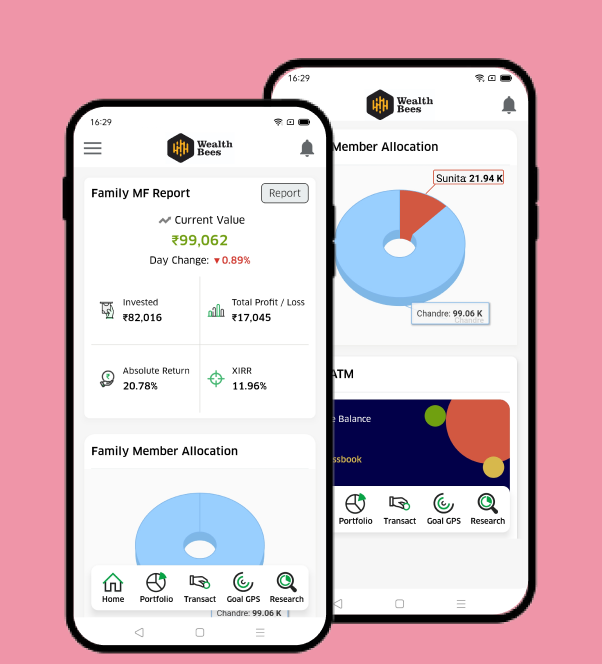 16:29
Wealth
Bees
Family MF Report
Report
Current Value
₹99,062
Day Change: ▼0.89%
Invested
₹82,016
Total Profit / Loss
₹17,045
Absolute Return
20.78%
XIRR
11.96%
Family Member Allocation
Home
Portfolio
Transact
Goal GPS
Research
Chandre: 99.06 K
16:29
Wealth
Bees
Member Allocation
Sunita: 21.94 K
Chandre: 99.06 K
Chandre
ATM
e Balance
ssbook
Portfolio
Transact
Goal GPS
Research